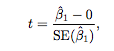 t = (β̂₁ − 0) / SE(β̂₁),